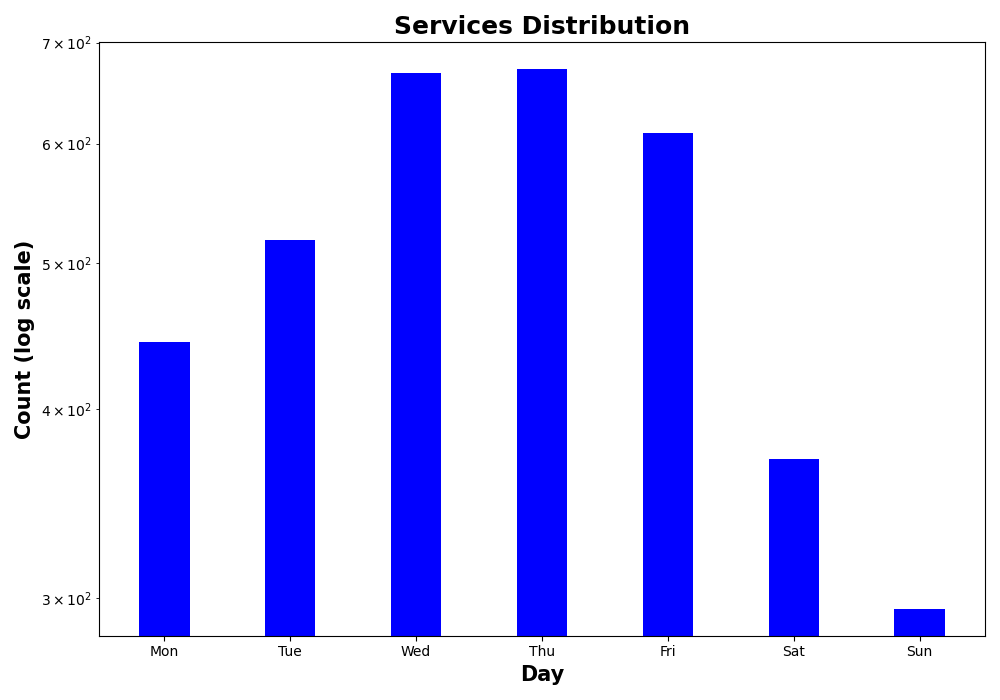 Services Distribution
Count (log scale)
7 × 10²
6 × 10²
5 × 10²
4 × 10²
3 × 10²
Mon Tue Wed Thu Fri Sat Sun
Day